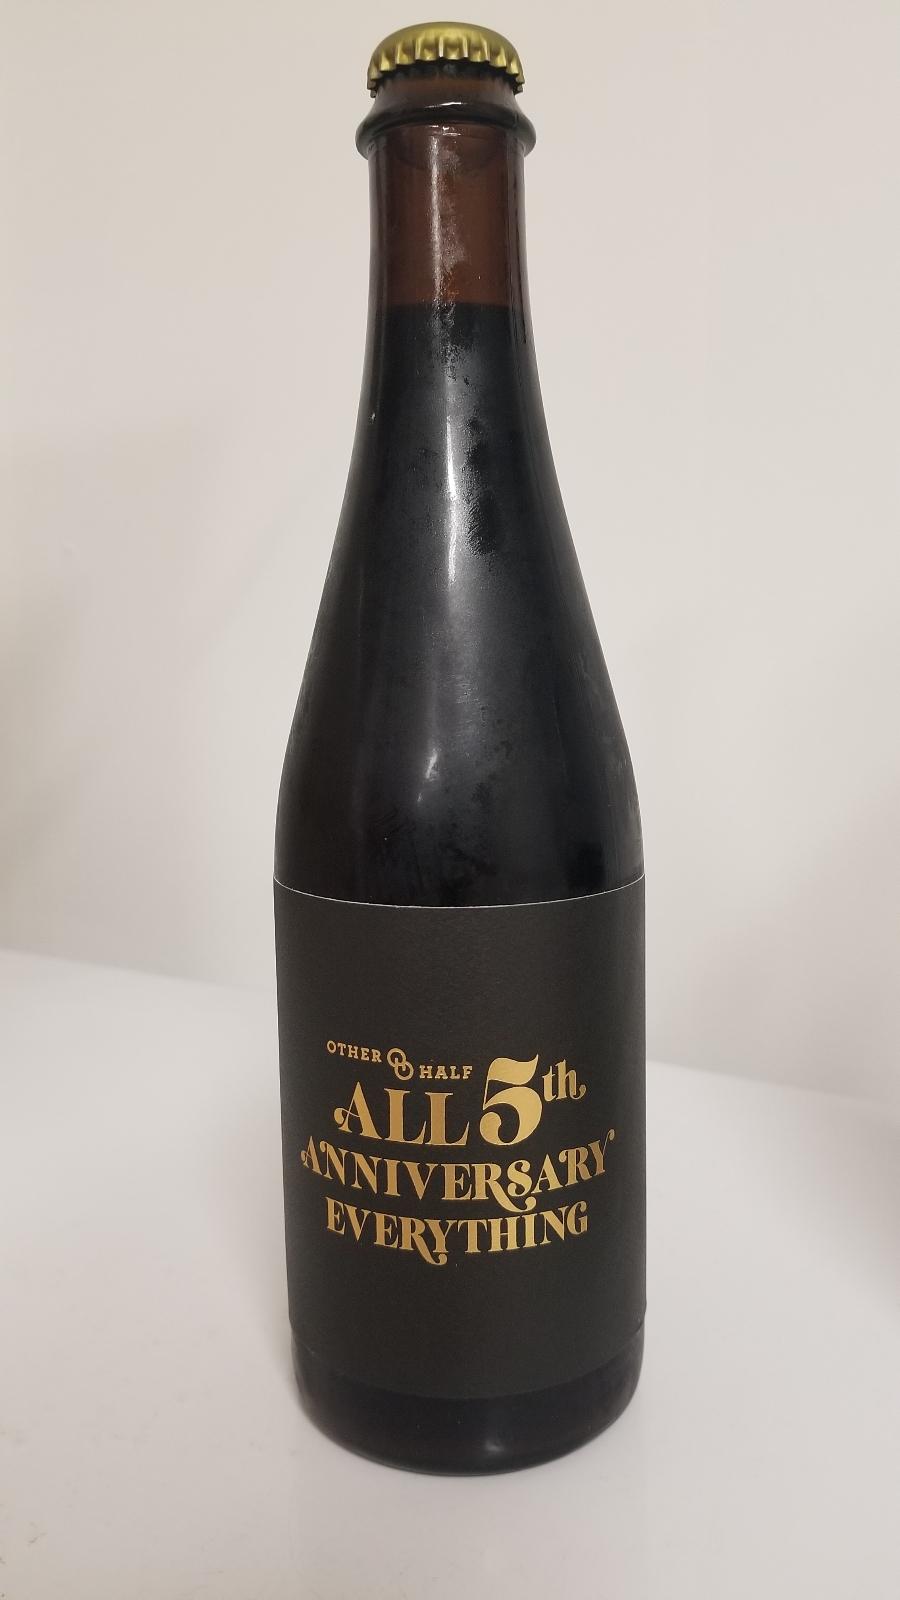 OTHER HALF
ALL 5th
ANNIVERSARY
EVERYTHING